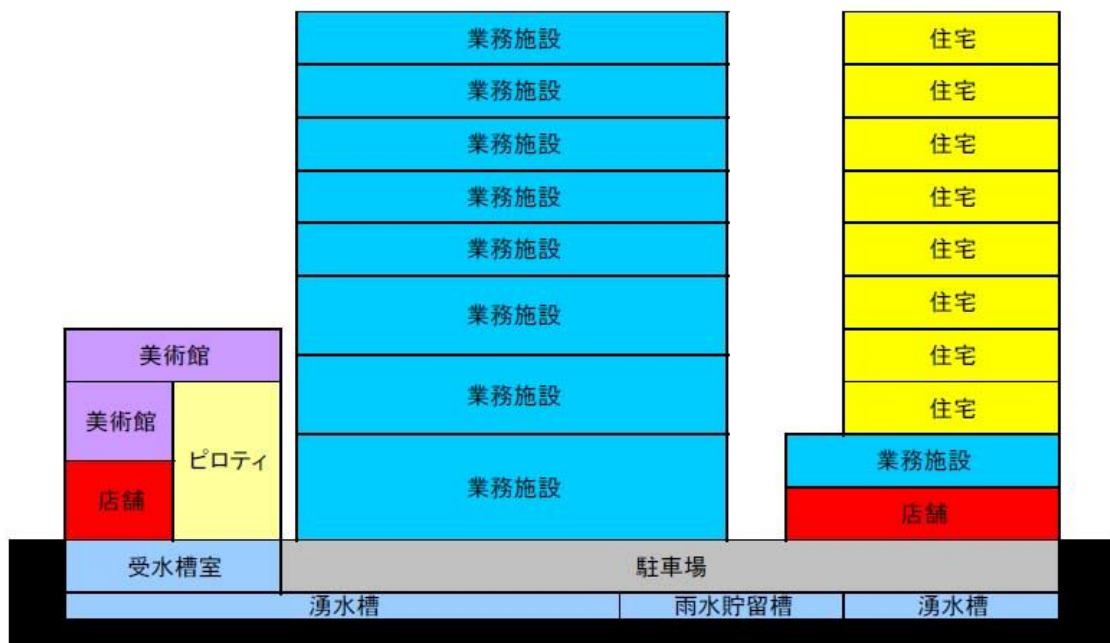 業務施設
住宅
業務施設
住宅
業務施設
住宅
業務施設
住宅
業務施設
住宅
業務施設
住宅
美術館
住宅
業務施設
住宅
美術館
ピロティ
業務施設
業務施設
店舗
店舗
受水槽室
駐車場
湧水槽
雨水貯留槽
湧水槽